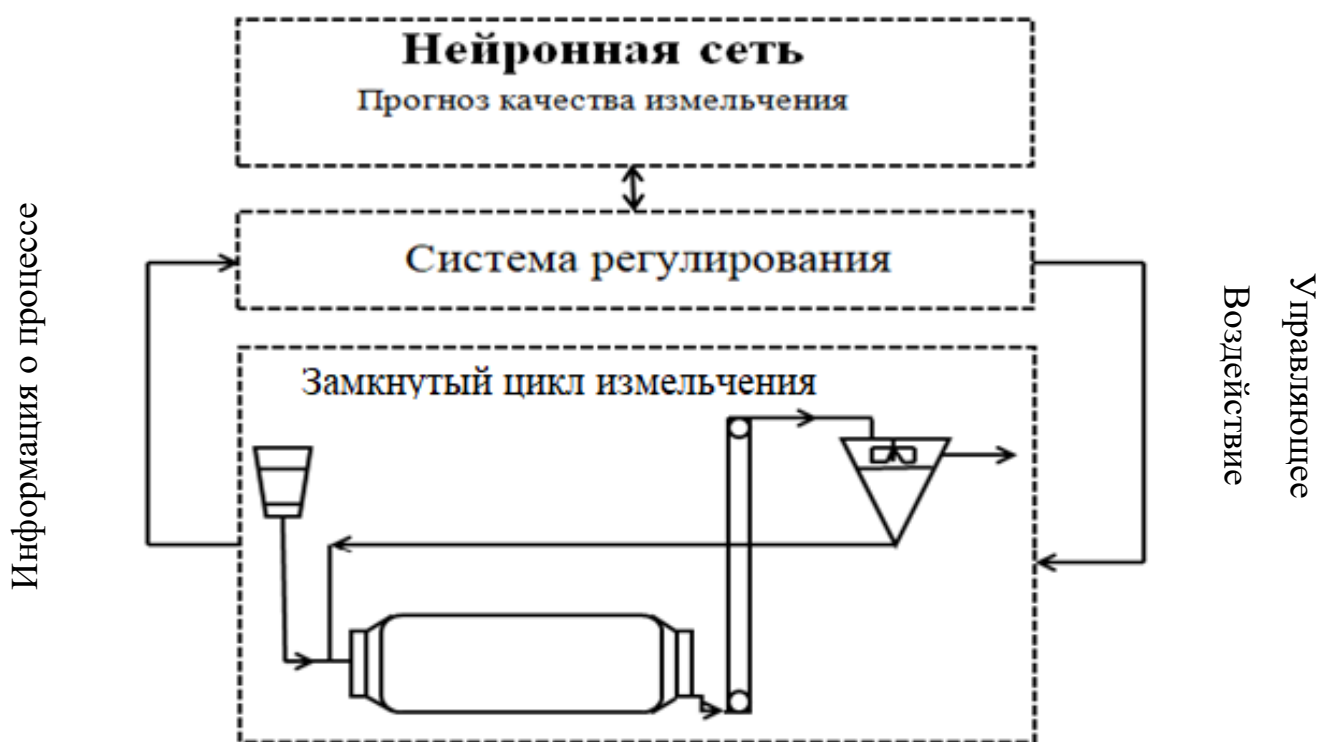 Нейронная сеть
Прогноз качества измельчения
Система регулирования
Замкнутый цикл измельчения
Информация о процессе
Управляющее
Воздействие